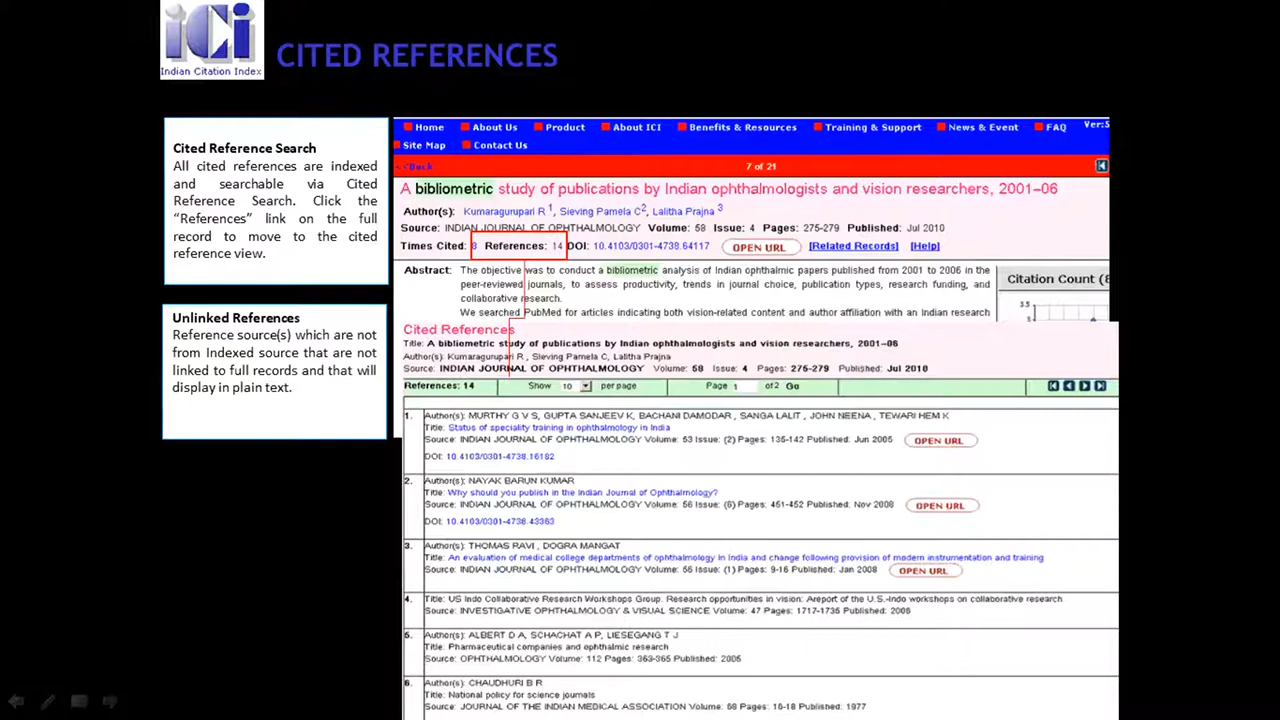 iCi
Indian Citation Index
CITED REFERENCES
Cited Reference Search
All cited references are indexed
and searchable via Cited
Reference Search. Click the
“References” link on the full
record to move to the cited
reference view.
Unlinked References
Reference source(s) which are not
from Indexed source that are not
linked to full records and that will
display in plain text.
Home About Us Product About ICI Benefits & Resources Training & Support News & Event FAQ Ver:5
Site Map Contact Us
<<Back 7 of 21
A bibliometric study of publications by Indian ophthalmologists and vision researchers, 2001–06
Author(s): Kumaragurupari R 1, Sieving Pamela C2, Lalitha Prajna 3
Source: INDIAN JOURNAL OF OPHTHALMOLOGY Volume: 58 Issue: 4 Pages: 275-279 Published: Jul 2010
Times Cited: 8 References: 14 DOI: 10.4103/0301-4738.64117 OPEN URL [Related Records] [Help]
Abstract: The objective was to conduct a bibliometric analysis of Indian ophthalmic papers published from 2001 to 2006 in the
peer-reviewed journals, to assess productivity, trends in journal choice, publication types, research funding, and
collaborative research.
We searched PubMed for articles indicating both vision-related content and author affiliation with an Indian research
Citation Count (8
3.5
3
Cited References
Title: A bibliometric study of publications by Indian ophthalmologists and vision researchers, 2001-06
Author(s): Kumaragurupari R , Sieving Pamela C, Lalitha Prajna
Source: INDIAN JOURNAL OF OPHTHALMOLOGY Volume: 58 Issue: 4 Pages: 275-279 Published: Jul 2010
References: 14 Show 10 per page Page 1 of 2 Go
1. Author(s): MURTHY G V S, GUPTA SANJEEV K, BACHANI DAMODAR , SANGA LALIT , JOHN NEENA , TEWARI HEM K
Title: Status of speciality training in ophthalmology in India
Source: INDIAN JOURNAL OF OPHTHALMOLOGY Volume: 53 Issue: (2) Pages: 135-142 Published: Jun 2005 OPEN URL
DOI: 10.4103/0301-4738.16182
2. Author(s): NAYAK BARUN KUMAR
Title: Why should you publish in the Indian Journal of Ophthalmology?
Source: INDIAN JOURNAL OF OPHTHALMOLOGY Volume: 56 Issue: (6) Pages: 451-452 Published: Nov 2008 OPEN URL
DOI: 10.4103/0301-4738.43363
3. Author(s): THOMAS RAVI , DOGRA MANGAT
Title: An evaluation of medical college departments of ophthalmology in India and change following provision of modern instrumentation and training
Source: INDIAN JOURNAL OF OPHTHALMOLOGY Volume: 56 Issue: (1) Pages: 9-16 Published: Jan 2008 OPEN URL
4. Title: US Indo Collaborative Research Workshops Group. Research opportunities in vision: Areport of the U.S.-Indo workshops on collaborative research
Source: INVESTIGATIVE OPHTHALMOLOGY & VISUAL SCIENCE Volume: 47 Pages: 1717-1735 Published: 2006
5. Author(s): ALBERT D A, SCHACHAT A P, LIESEGANG T J
Title: Pharmaceutical companies and ophthalmic research
Source: OPHTHALMOLOGY Volume: 112 Pages: 363-365 Published: 2005
6. Author(s): CHAUDHURI B R
Title: National policy for science journals
Source: JOURNAL OF THE INDIAN MEDICAL ASSOCIATION Volume: 68 Pages: 16-18 Published: 1977